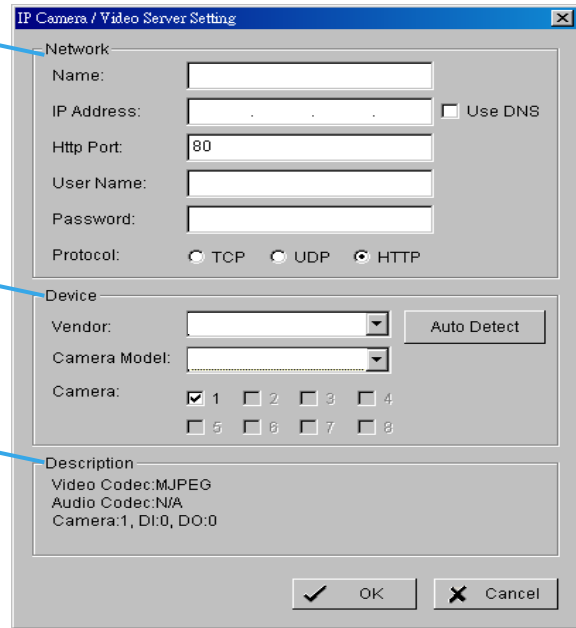 IP Camera / Video Server Setting
Network
Name:
IP Address: . . . Use DNS
Http Port: 80
User Name:
Password:
Protocol: TCP UDP HTTP
Device
Vendor: Auto Detect
Camera Model:
Camera: 1 2 3 4
5 6 7 8
Description
Video Codec:MJPEG
Audio Codec:N/A
Camera:1, DI:0, DO:0
OK Cancel